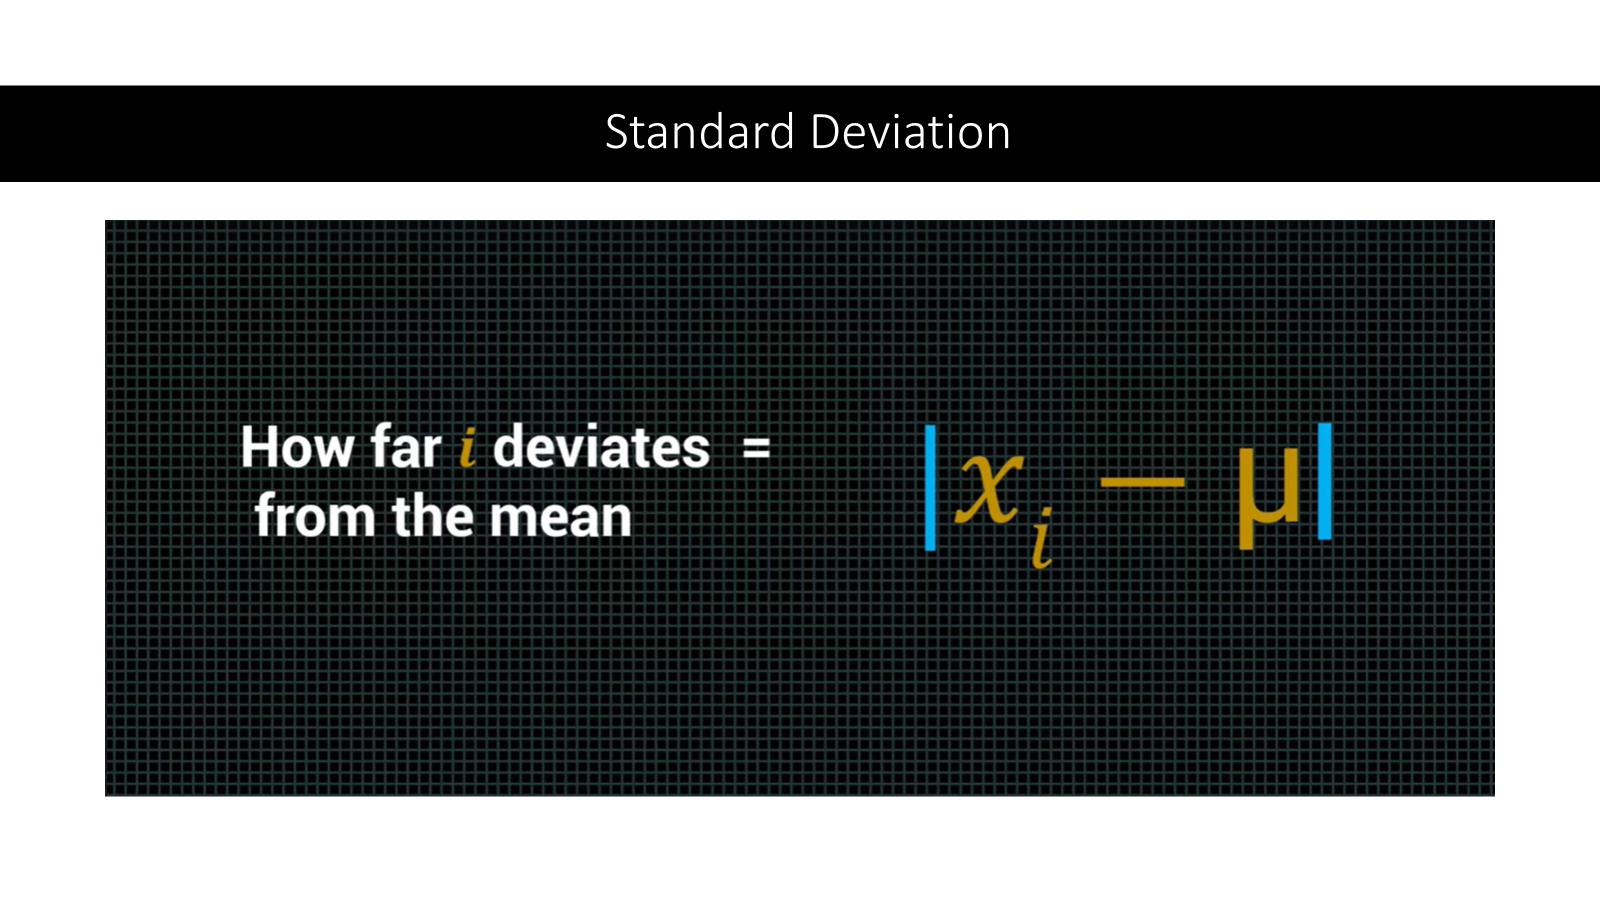 Standard Deviation
How far i deviates =
from the mean
|xᵢ — μ|